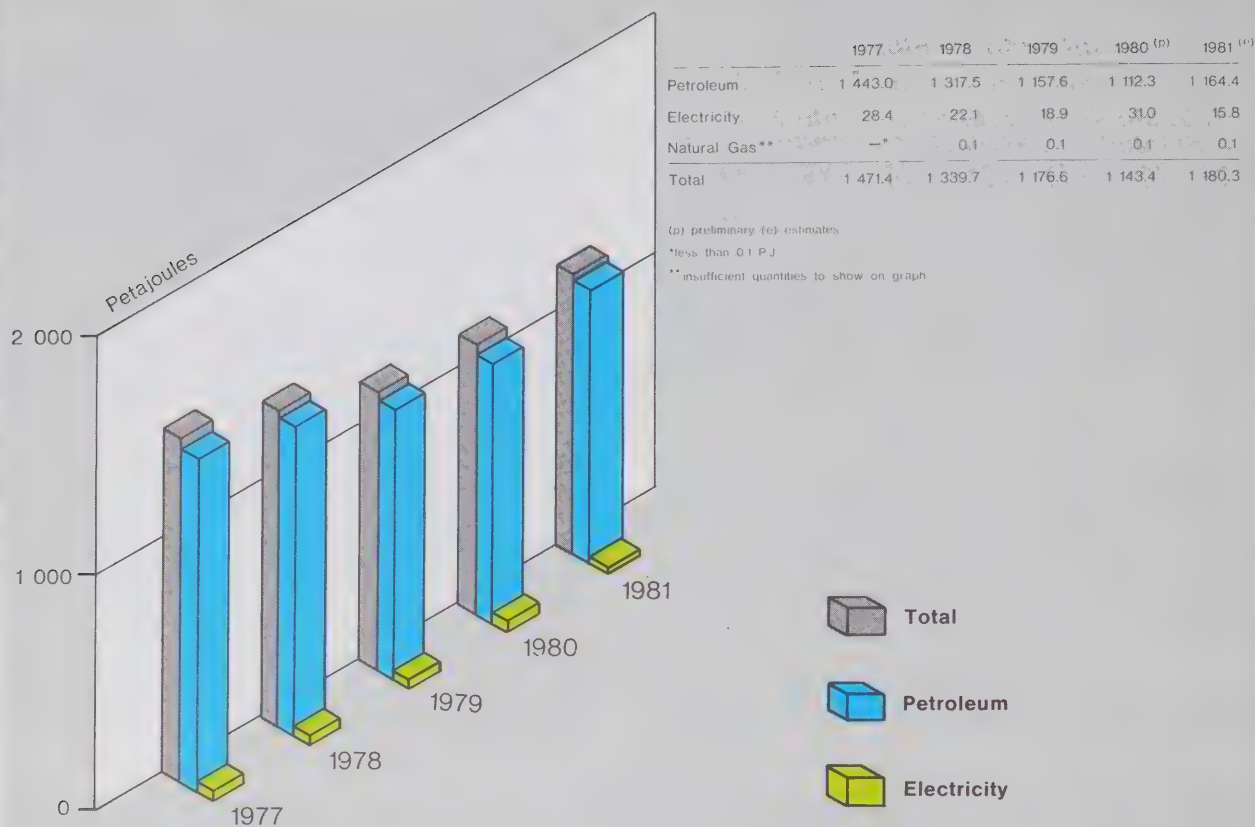 1977 1978 1979 1980 (p) 1981 (e)
Petroleum 1 443.0 1 317.5 1 157.6 1 112.3 1 164.4
Electricity 28.4 22.1 18.9 31.0 15.8
Natural Gas** —* 0.1 0.1 0.1 0.1
Total 1 471.4 1 339.7 1 176.6 1 143.4 1 180.3
(p) preliminary (e) estimates
*less than 0.1 PJ
**insufficient quantities to show on graph
Petajoules
2 000
1 000
0
1977
1978
1979
1980
1981
Total
Petroleum
Electricity